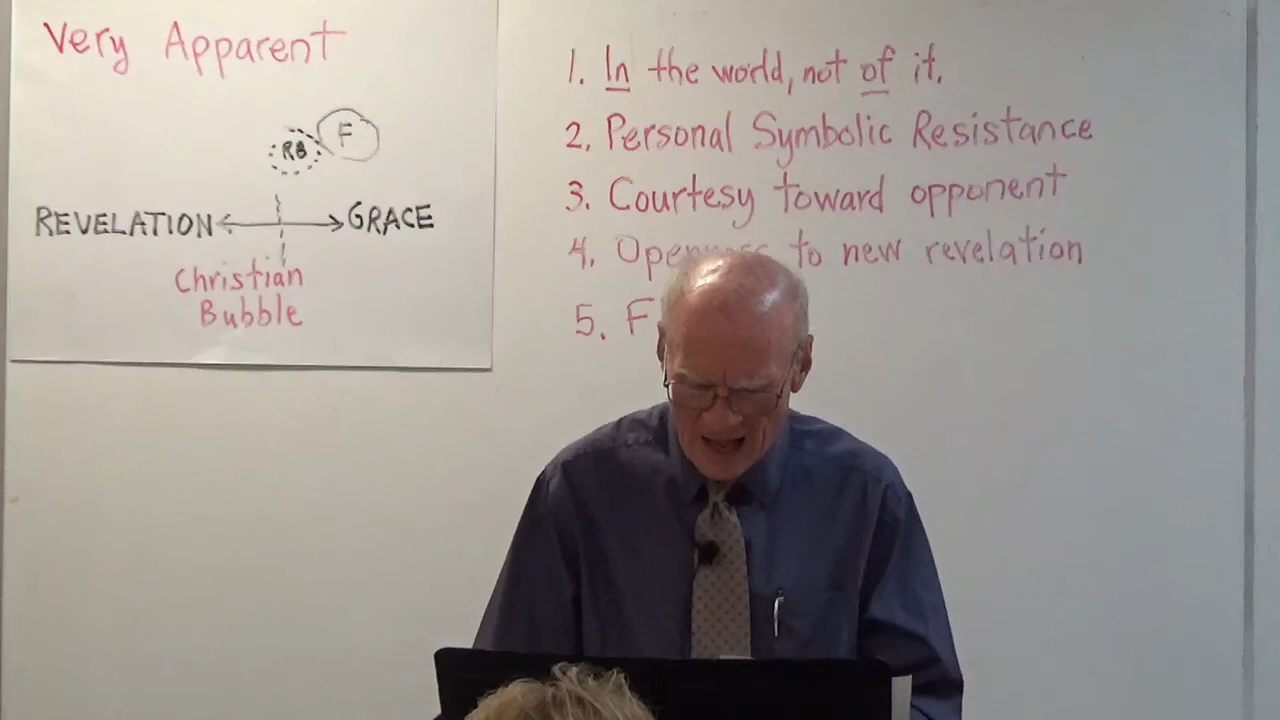 Very Apparent
RB F
REVELATION GRACE
Christian
Bubble
1. In the world, not of it.
2. Personal Symbolic Resistance
3. Courtesy toward opponent
4. Openness to new revelation
5. F